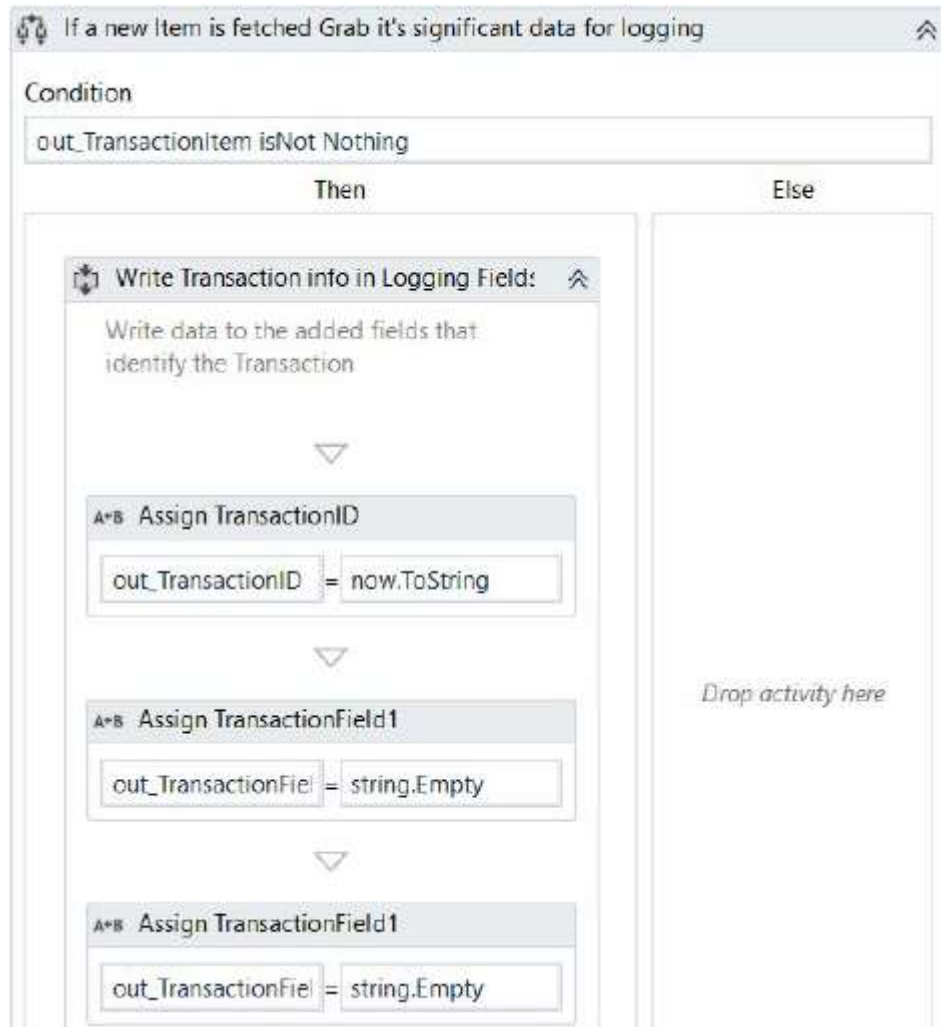 If a new Item is fetched Grab it's significant data for logging
Condition
out_TransactionItem isNot Nothing
Then
Else
Write Transaction info in Logging Fields
Write data to the added fields that
identify the Transaction
A+B Assign TransactionID
out_TransactionID = now.ToString
Drop activity here
A+B Assign TransactionField1
out_TransactionFiel = string.Empty
A+B Assign TransactionField1
out_TransactionFiel = string.Empty